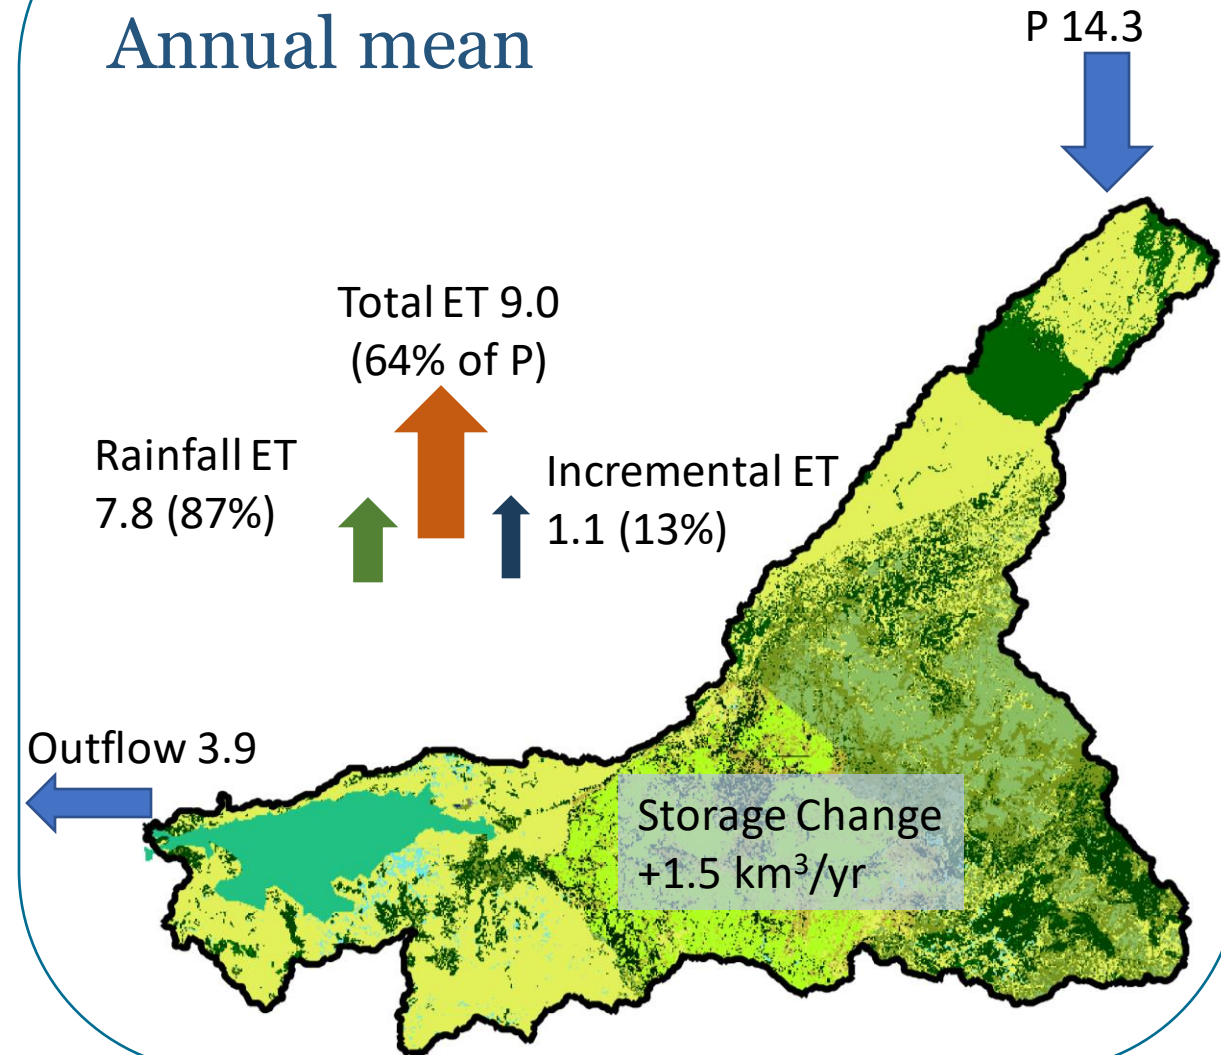 Annual mean
P 14.3
Total ET 9.0
(64% of P)
Rainfall ET
7.8 (87%)
Incremental ET
1.1 (13%)
Outflow 3.9
Storage Change
+1.5 km³/yr